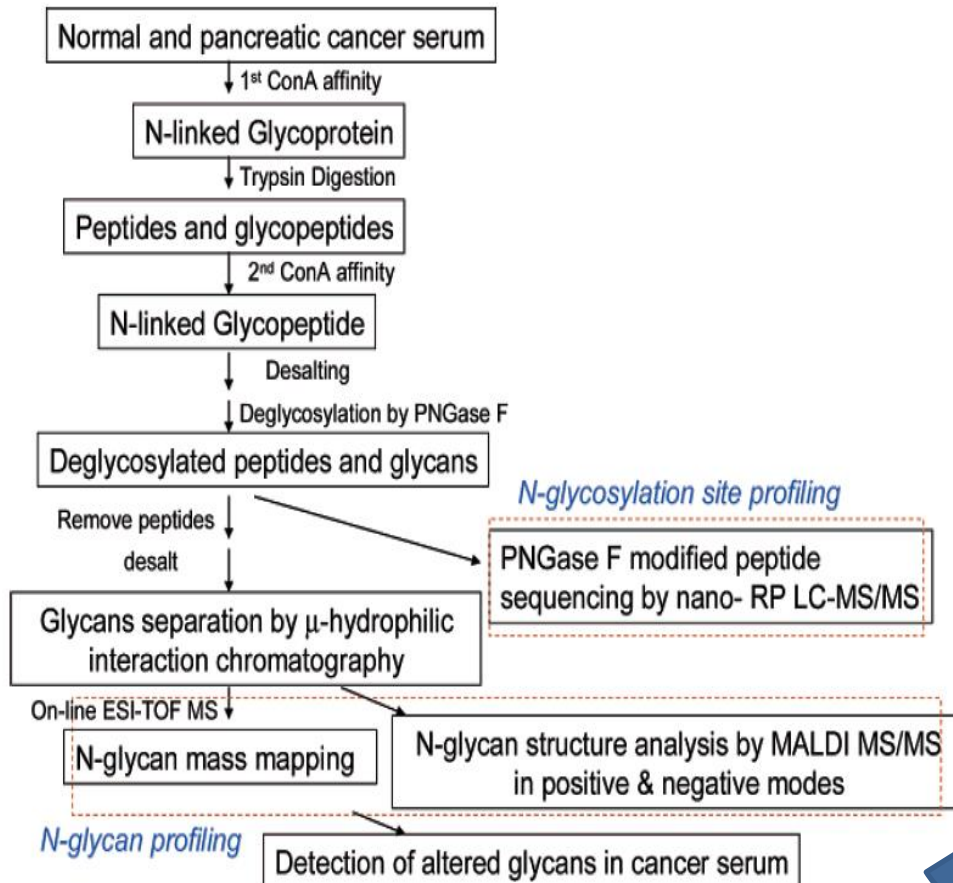 Normal and pancreatic cancer serum
1st ConA affinity
N-linked Glycoprotein
Trypsin Digestion
Peptides and glycopeptides
2nd ConA affinity
N-linked Glycopeptide
Desalting
Deglycosylation by PNGase F
Deglycosylated peptides and glycans
N-glycosylation site profiling
Remove peptides
desalt
PNGase F modified peptide
sequencing by nano- RP LC-MS/MS
Glycans separation by μ-hydrophilic
interaction chromatography
On-line ESI-TOF MS
N-glycan mass mapping
N-glycan structure analysis by MALDI MS/MS
in positive & negative modes
N-glycan profiling
Detection of altered glycans in cancer serum